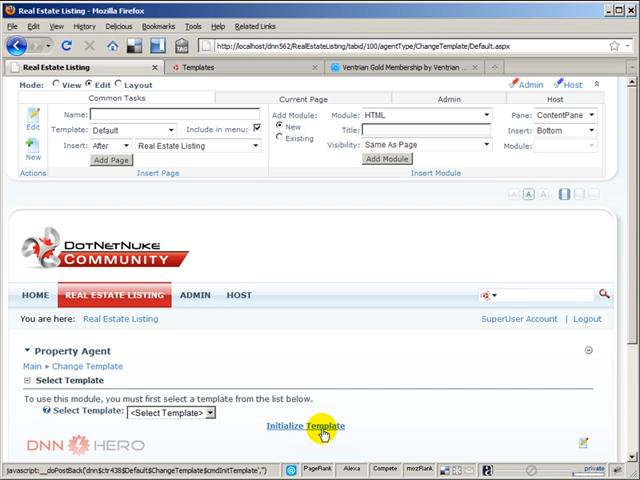 Real Estate Listing - Mozilla Firefox
File Edit View History Delicious Bookmarks Tools Yahoo! Help Related Links
http://localhost/dnn562/RealEstateListing/tabid/100/agentType/ChangeTemplate/Default.aspx
Real Estate Listing Templates Ventrian Gold Membership by Ventrian ...
Mode: View Edit Layout Admin Host
Common Tasks Current Page Admin Host
Edit
New
Actions
Name:
Template: Default Include in menu:
Insert: After Real Estate Listing
Add Page
Insert Page
Add Module: New Existing
Module: HTML Pane: ContentPane
Title: Insert: Bottom
Visibility: Same As Page Module:
Add Module
Insert Module
DOTNETNUKE
COMMUNITY
HOME REAL ESTATE LISTING ADMIN HOST
You are here: Real Estate Listing SuperUser Account | Logout
Property Agent
Main » Change Template
Select Template
To use this module, you must first select a template from the list below.
Select Template: <Select Template>
Initialize Template
DNN HERO
javascript:__doPostBack('dnn$ctr438$Default$ChangeTemplate$cmdInitTemplate','') PageRank Alexa Compete mozRank private